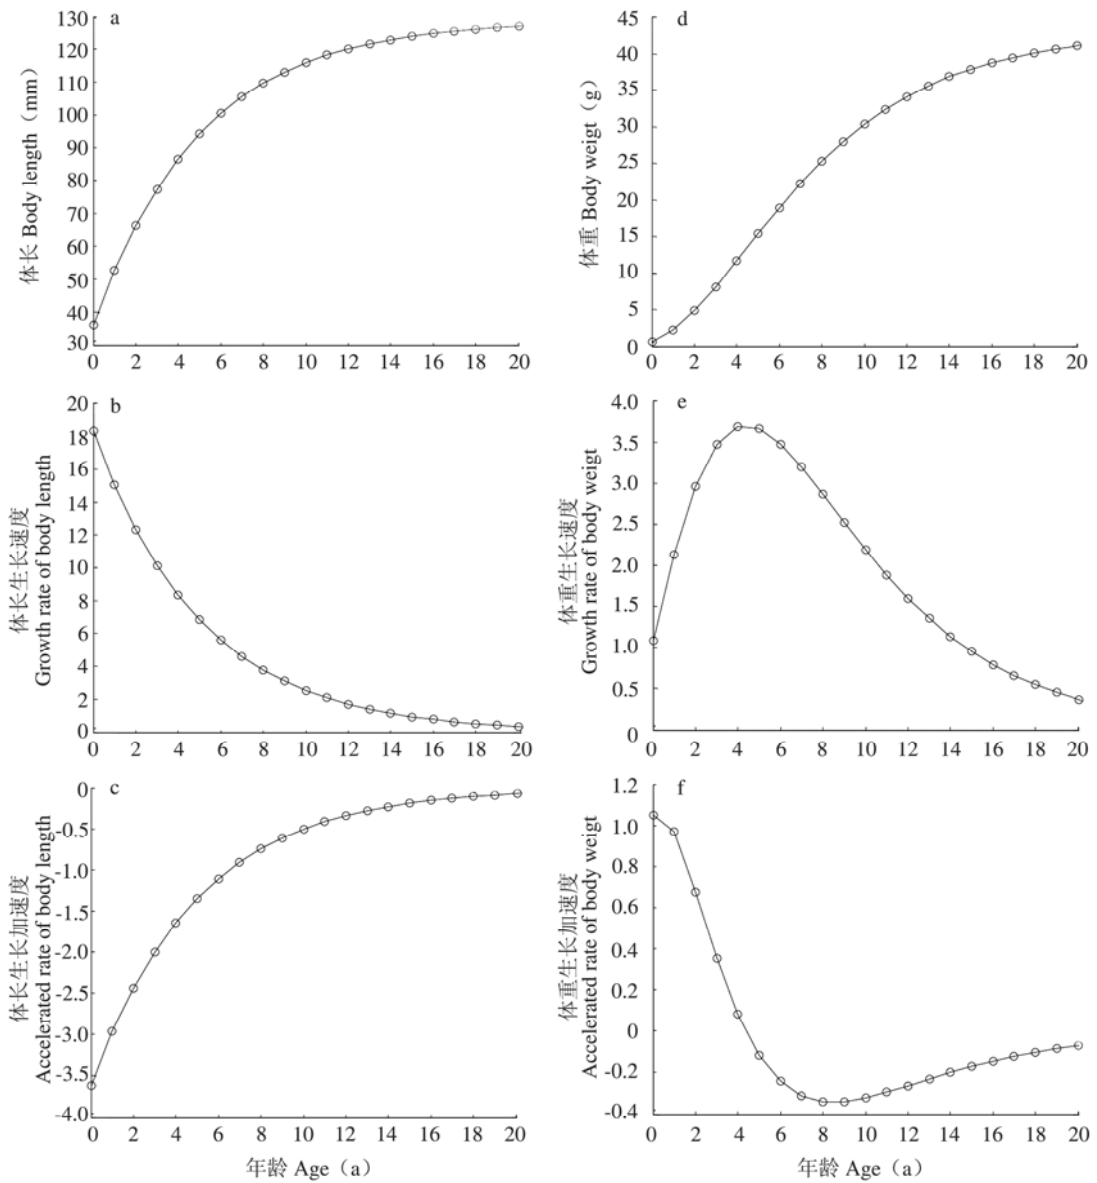 a
130
120
110
100
90
80
70
60
50
40
30
0 2 4 6 8 10 12 14 16 18 20
体长 Body length（mm）
d
45
40
35
30
25
20
15
10
5
0
0 2 4 6 8 10 12 14 16 18 20
体重 Body weigt（g）
b
20
18
16
14
12
10
8
6
4
2
0
0 2 4 6 8 10 12 14 16 18 20
体长生长速度
Growth rate of body length
e
4.0
3.5
3.0
2.5
2.0
1.5
1.0
0.5
0
0 2 4 6 8 10 12 14 16 18 20
体重生长速度
Growth rate of body weigt
c
0
-0.5
-1.0
-1.5
-2.0
-2.5
-3.0
-3.5
-4.0
0 2 4 6 8 10 12 14 16 18 20
体长生长加速度
Accelerated rate of body length
年龄 Age（a）
f
1.2
1.0
0.8
0.6
0.4
0.2
0
-0.2
-0.4
0 2 4 6 8 10 12 14 16 18 20
体重生长加速度
Accelerated rate of body weigt
年龄 Age（a）